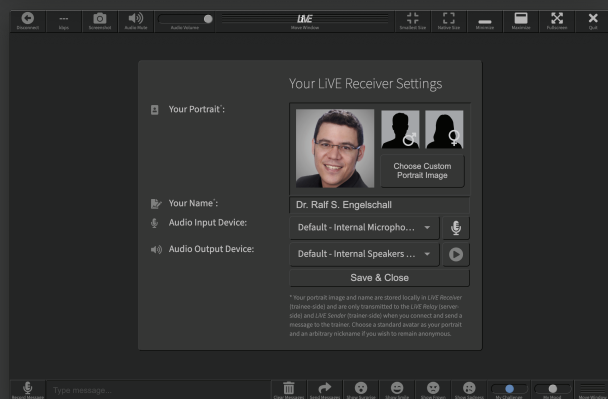 Disconnect
kbps
Screenshot
Audio Mute
Audio Volume
LiVE
Move Window
Smallest Size
Native Size
Minimize
Maximize
Fullscreen
Quit
Your LiVE Receiver Settings
Your Portrait*:
Choose Custom
Portrait Image
Your Name*:
Dr. Ralf S. Engelschall
Audio Input Device:
Default - Internal Micropho...
Audio Output Device:
Default - Internal Speakers ...
Save & Close
* Your portrait image and name are stored locally in LiVE Receiver
(trainee-side) and are only transmitted to the LiVE Relay (server-
side) and LiVE Sender (trainer-side) when you connect and send a
message to the trainer. Choose a standard avatar as your portrait
and an arbitrary nickname if you wish to remain anonymous.
Record Message
Type message...
Clear Messages
Send Messages
Show Surprise
Show Smile
Show Frown
Show Sadness
My Challenge
My Mood
Move Window